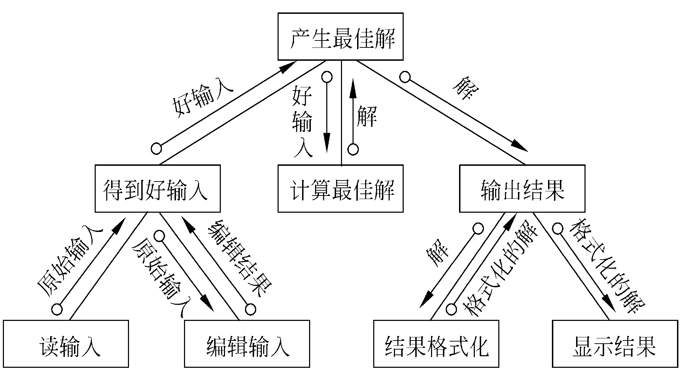 产生最佳解
好输入
好输入
解
解
得到好输入
计算最佳解
输出结果
原始输入
原始输入
编辑结果
解
格式化的解
格式化的解
读输入
编辑输入
结果格式化
显示结果